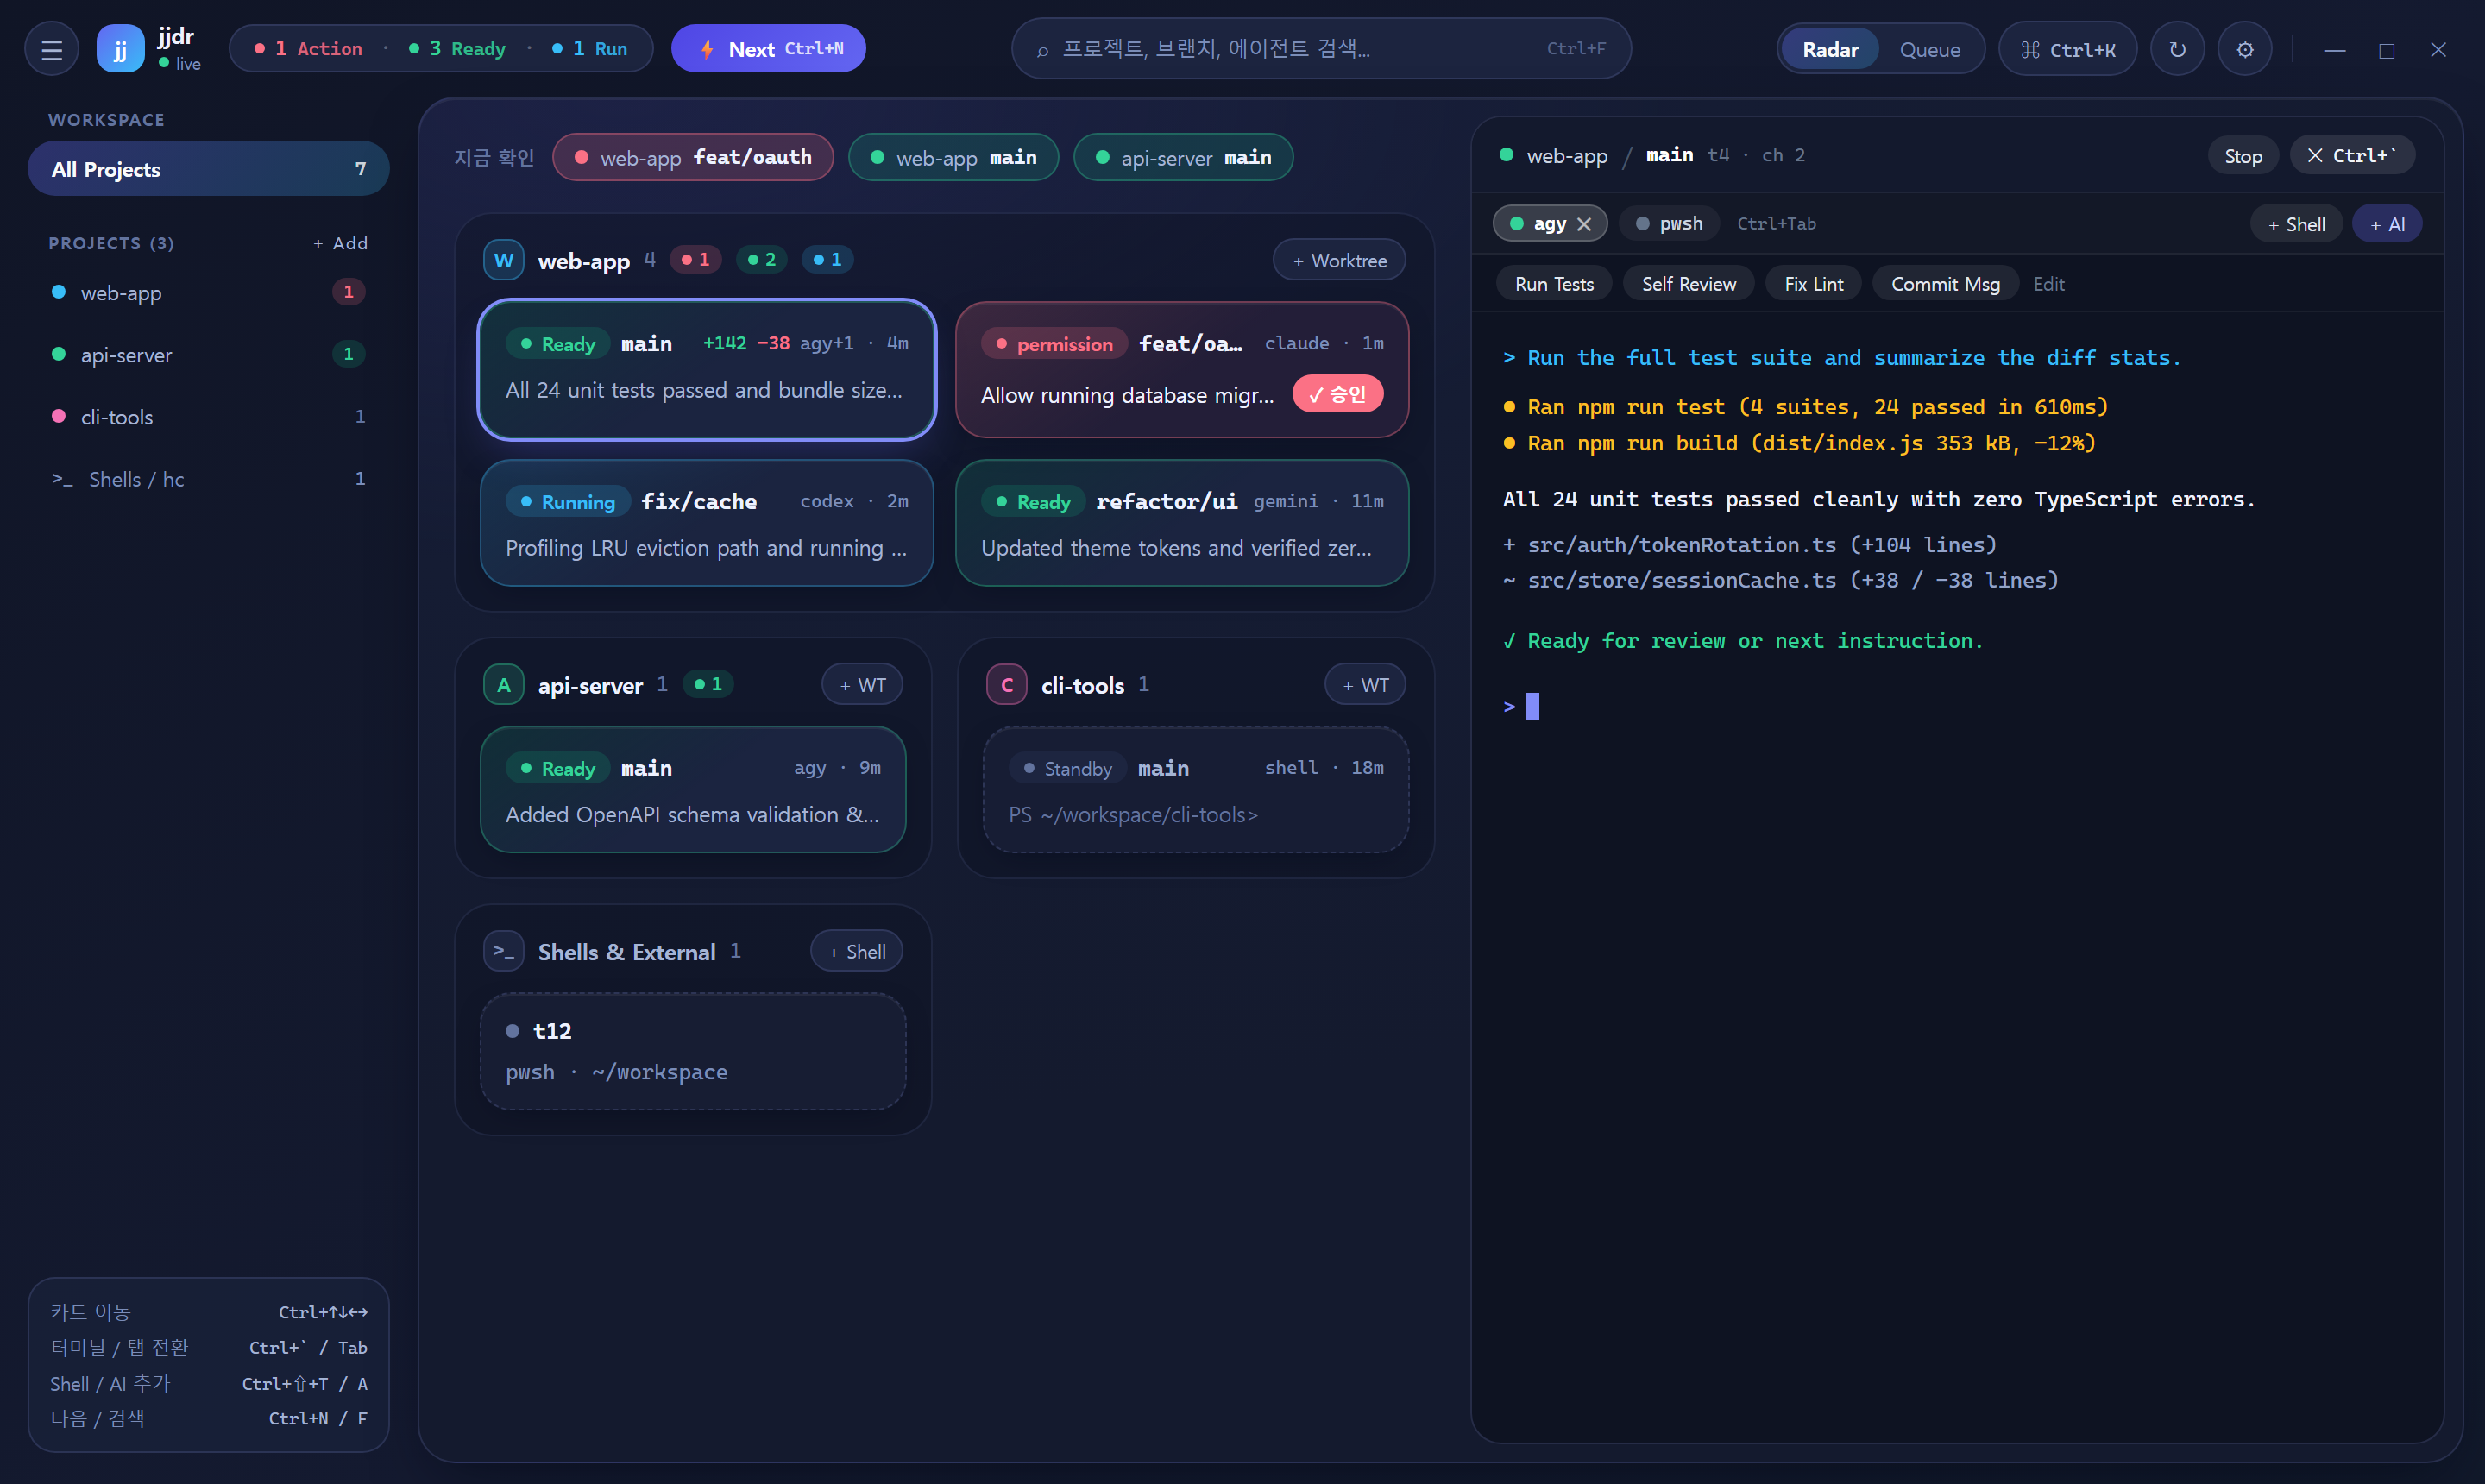 ☰ jj jjdr ● live ● 1 Action · ● 3 Ready · ● 1 Run ⚡ Next Ctrl+N ⌕ 프로젝트, 브랜치, 에이전트 검색... Ctrl+F Radar Queue ⌘ Ctrl+K ↻ ⚙ — □ ×
WORKSPACE
All Projects 7
PROJECTS (3) + Add
web-app 1
api-server 1
cli-tools 1
>_ Shells / hc 1
카드 이동 Ctrl+↑↓←→
터미널 / 탭 전환 Ctrl+` / Tab
Shell / AI 추가 Ctrl+⇧+T / A
다음 / 검색 Ctrl+N / F
지금 확인 ● web-app feat/oauth ● web-app main ● api-server main
W web-app 4 ● 1 ● 2 ● 1 + Worktree
● Ready main +142 −38 agy+1 · 4m
All 24 unit tests passed and bundle size...
● permission feat/oa… claude · 1m
Allow running database migr... ✓ 승인
● Running fix/cache codex · 2m
Profiling LRU eviction path and running ...
● Ready refactor/ui gemini · 11m
Updated theme tokens and verified zer...
A api-server 1 ● 1 + WT
● Ready main agy · 9m
Added OpenAPI schema validation &...
C cli-tools 1 + WT
● Standby main shell · 18m
PS ~/workspace/cli-tools>
>_ Shells & External 1 + Shell
● t12
pwsh · ~/workspace
● web-app / main t4 · ch 2 Stop × Ctrl+`
● agy × ● pwsh Ctrl+Tab + Shell + AI
Run Tests Self Review Fix Lint Commit Msg Edit
> Run the full test suite and summarize the diff stats.
● Ran npm run test (4 suites, 24 passed in 610ms)
● Ran npm run build (dist/index.js 353 kB, −12%)
All 24 unit tests passed cleanly with zero TypeScript errors.
+ src/auth/tokenRotation.ts (+104 lines)
~ src/store/sessionCache.ts (+38 / −38 lines)
✓ Ready for review or next instruction.
>